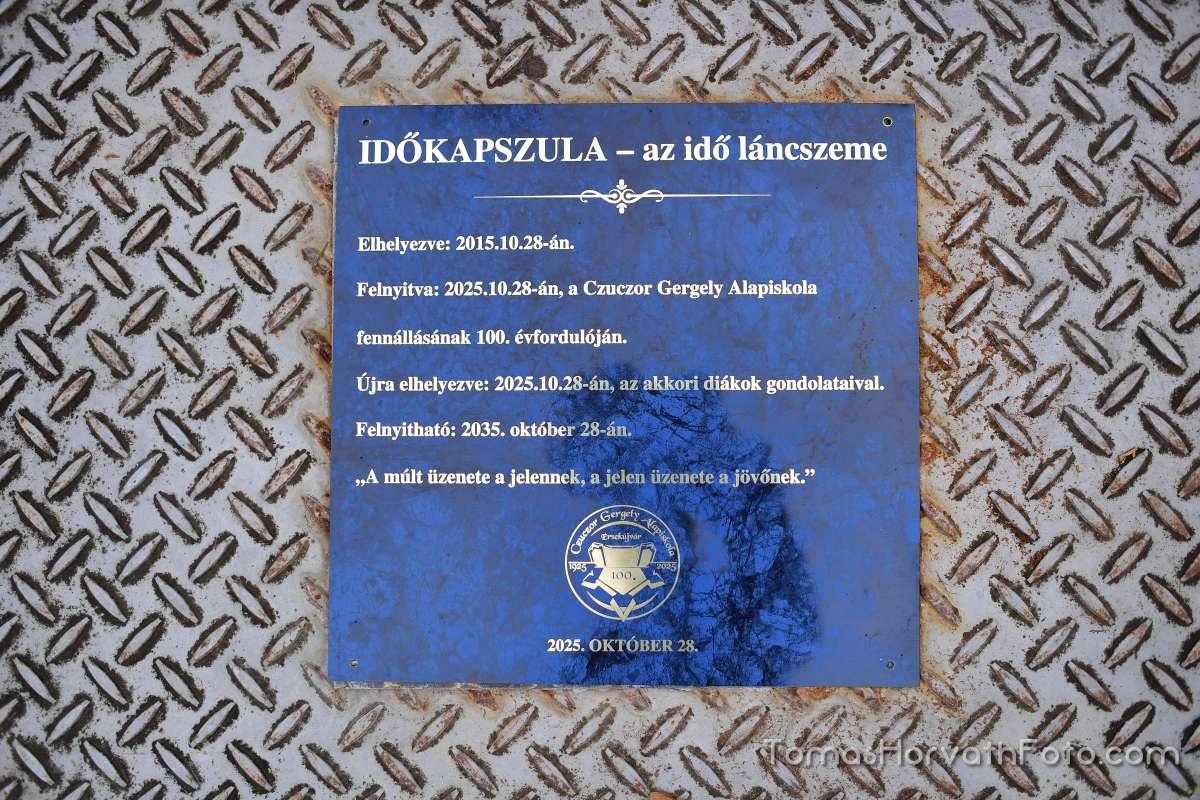 IDŐKAPSZULA – az idő láncszeme
Elhelyezve: 2015.10.28-án.
Felnyitva: 2025.10.28-án, a Czuczor Gergely Alapiskola
fennállásának 100. évfordulóján.
Újra elhelyezve: 2025.10.28-án, az akkori diákok gondolataival.
Felnyitható: 2035. október 28-án.
„A múlt üzenete a jelennek, a jelen üzenete a jövőnek.”
Czuczor Gergely Alapiskola
Érsekújvár
1925 2025
100.
2025. OKTÓBER 28.
TomasHorvathFoto.com